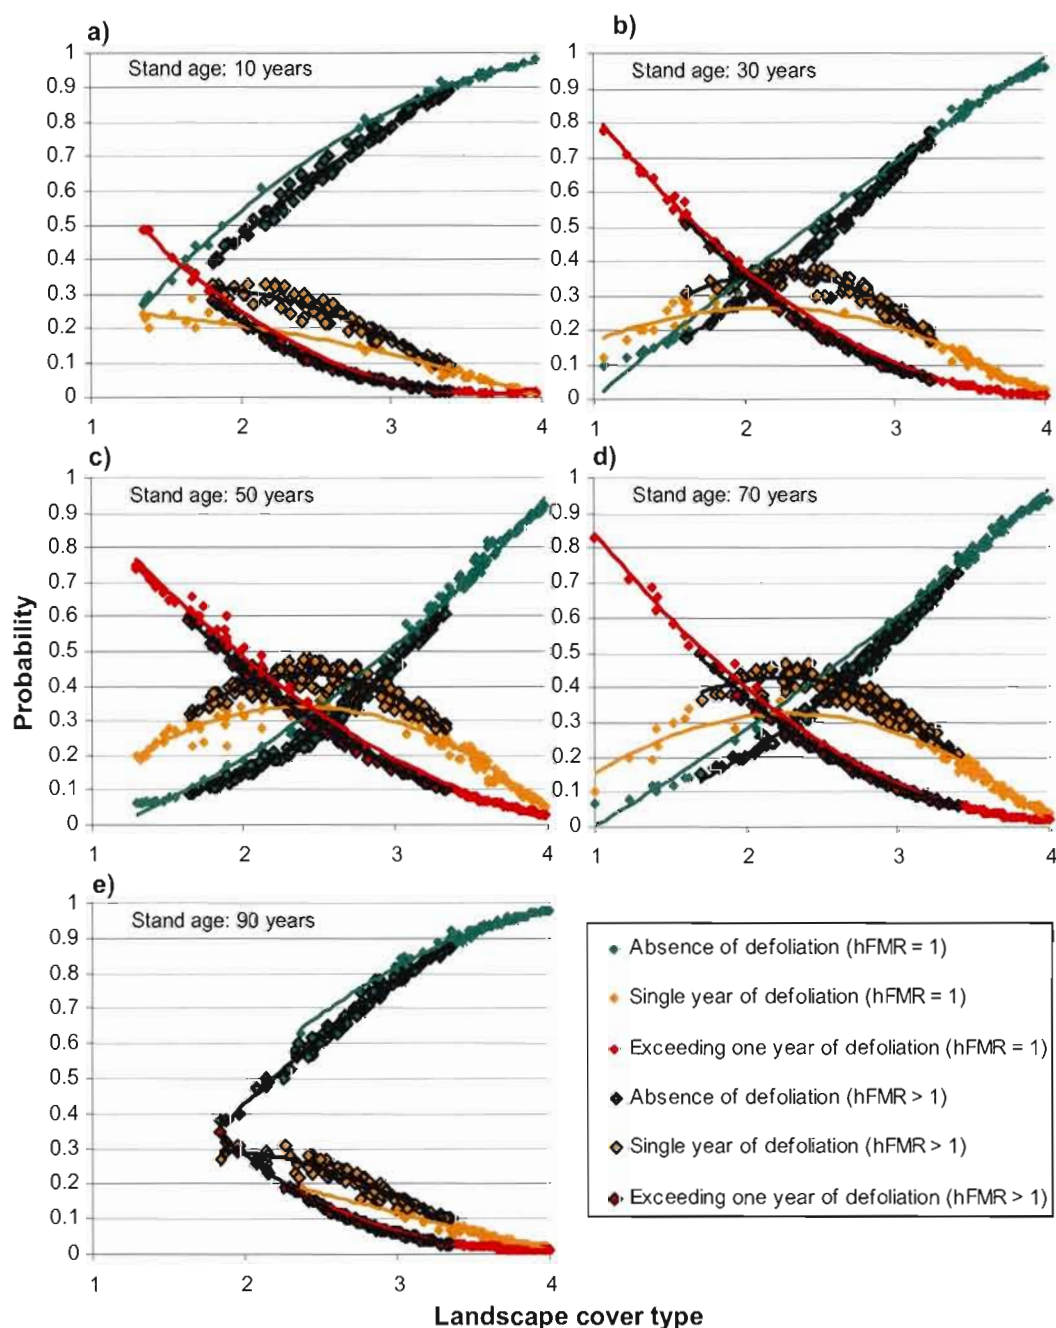 a)
Stand age: 10 years
1
0.9
0.8
0.7
0.6
0.5
0.4
0.3
0.2
0.1
0
1 2 3 4
b)
Stand age: 30 years
1
0.9
0.8
0.7
0.6
0.5
0.4
0.3
0.2
0.1
0
1 2 3 4
c)
Stand age: 50 years
1
0.9
0.8
0.7
0.6
0.5
0.4
0.3
0.2
0.1
0
1 2 3 4
d)
Stand age: 70 years
1
0.9
0.8
0.7
0.6
0.5
0.4
0.3
0.2
0.1
0
1 2 3 4
e)
Stand age: 90 years
1
0.9
0.8
0.7
0.6
0.5
0.4
0.3
0.2
0.1
0
1 2 3 4
Probability
Landscape cover type
Absence of defoliation (hFMR = 1)
Single year of defoliation (hFMR = 1)
Exceeding one year of defoliation (hFMR = 1)
Absence of defoliation (hFMR > 1)
Single year of defoliation (hFMR > 1)
Exceeding one year of defoliation (hFMR > 1)